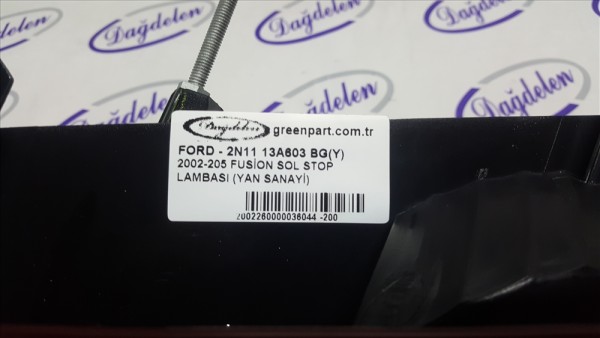 Dağdelen
Dağdelen
Dağdelen
Dağdelen
Dağdelen
Dağdelen greenpart.com.tr
FORD - 2N11 13A603 BG(Y)
2002-205 FUSİON SOL STOP
LAMBASI (YAN SANAYİ)
2002260000036044 -200